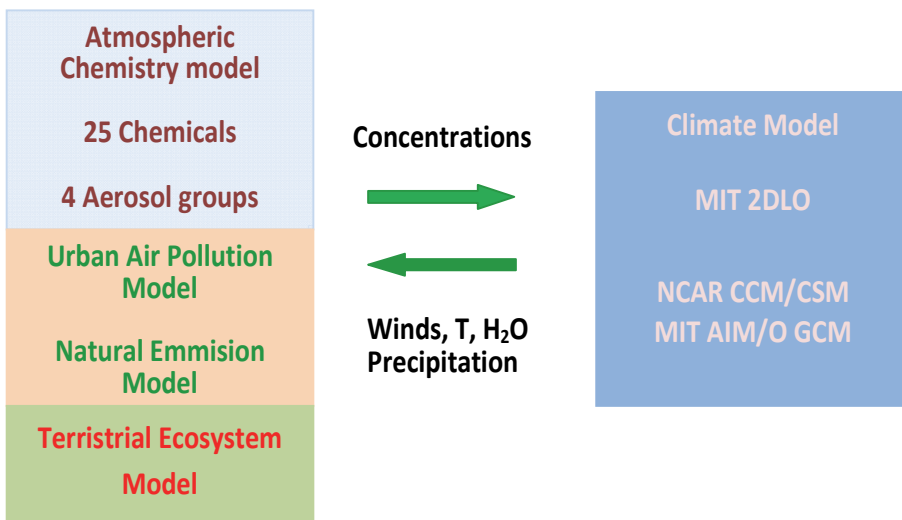 Atmospheric
Chemistry model
25 Chemicals
4 Aerosol groups
Urban Air Pollution
Model
Natural Emmision
Model
Terristrial Ecosystem
Model
Concentrations
Winds, T, H₂O
Precipitation
Climate Model
MIT 2DLO
NCAR CCM/CSM
MIT AIM/O GCM